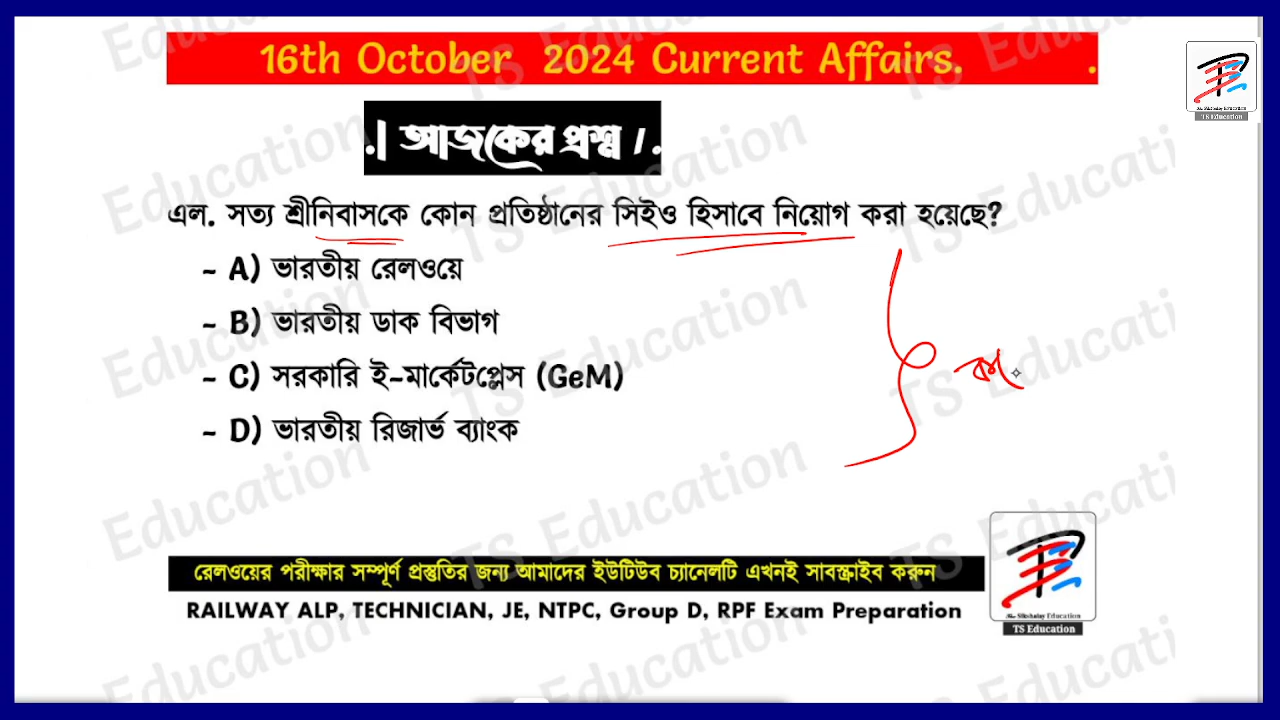 16th October 2024 Current Affairs. .
.| আজকের প্রশ্ন /.
এল. সত্য শ্রীনিবাসকে কোন প্রতিষ্ঠানের সিইও হিসাবে নিয়োগ করা হয়েছে?
- A) ভারতীয় রেলওয়ে
- B) ভারতীয় ডাক বিভাগ
- C) সরকারি ই-মার্কেটপ্লেস (GeM)
- D) ভারতীয় রিজার্ভ ব্যাংক
রেলওয়ের পরীক্ষার সম্পূর্ণ প্রস্তুতির জন্য আমাদের ইউটিউব চ্যানেলটি এখনই সাবস্ক্রাইব করুন
RAILWAY ALP, TECHNICIAN, JE, NTPC, Group D, RPF Exam Preparation
TS Education
TS Education